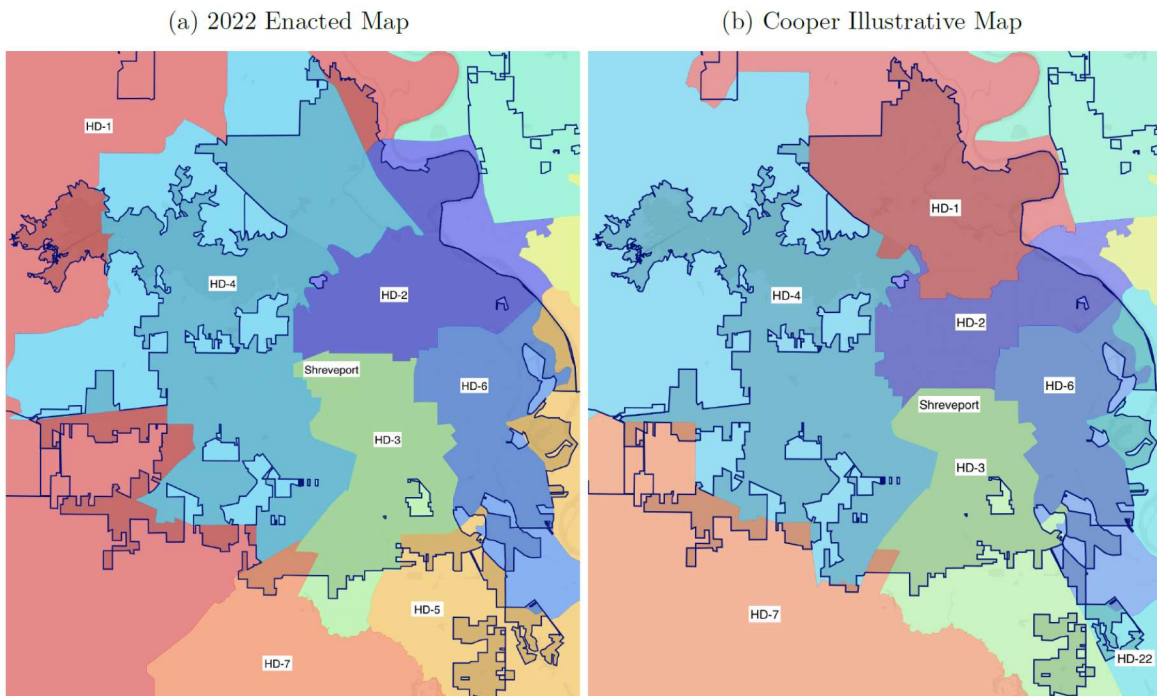 (a) 2022 Enacted Map
HD-1
HD-4
HD-2
Shreveport
HD-6
HD-3
HD-5
HD-7
(b) Cooper Illustrative Map
HD-1
HD-4
HD-2
HD-6
Shreveport
HD-3
HD-7
HD-22